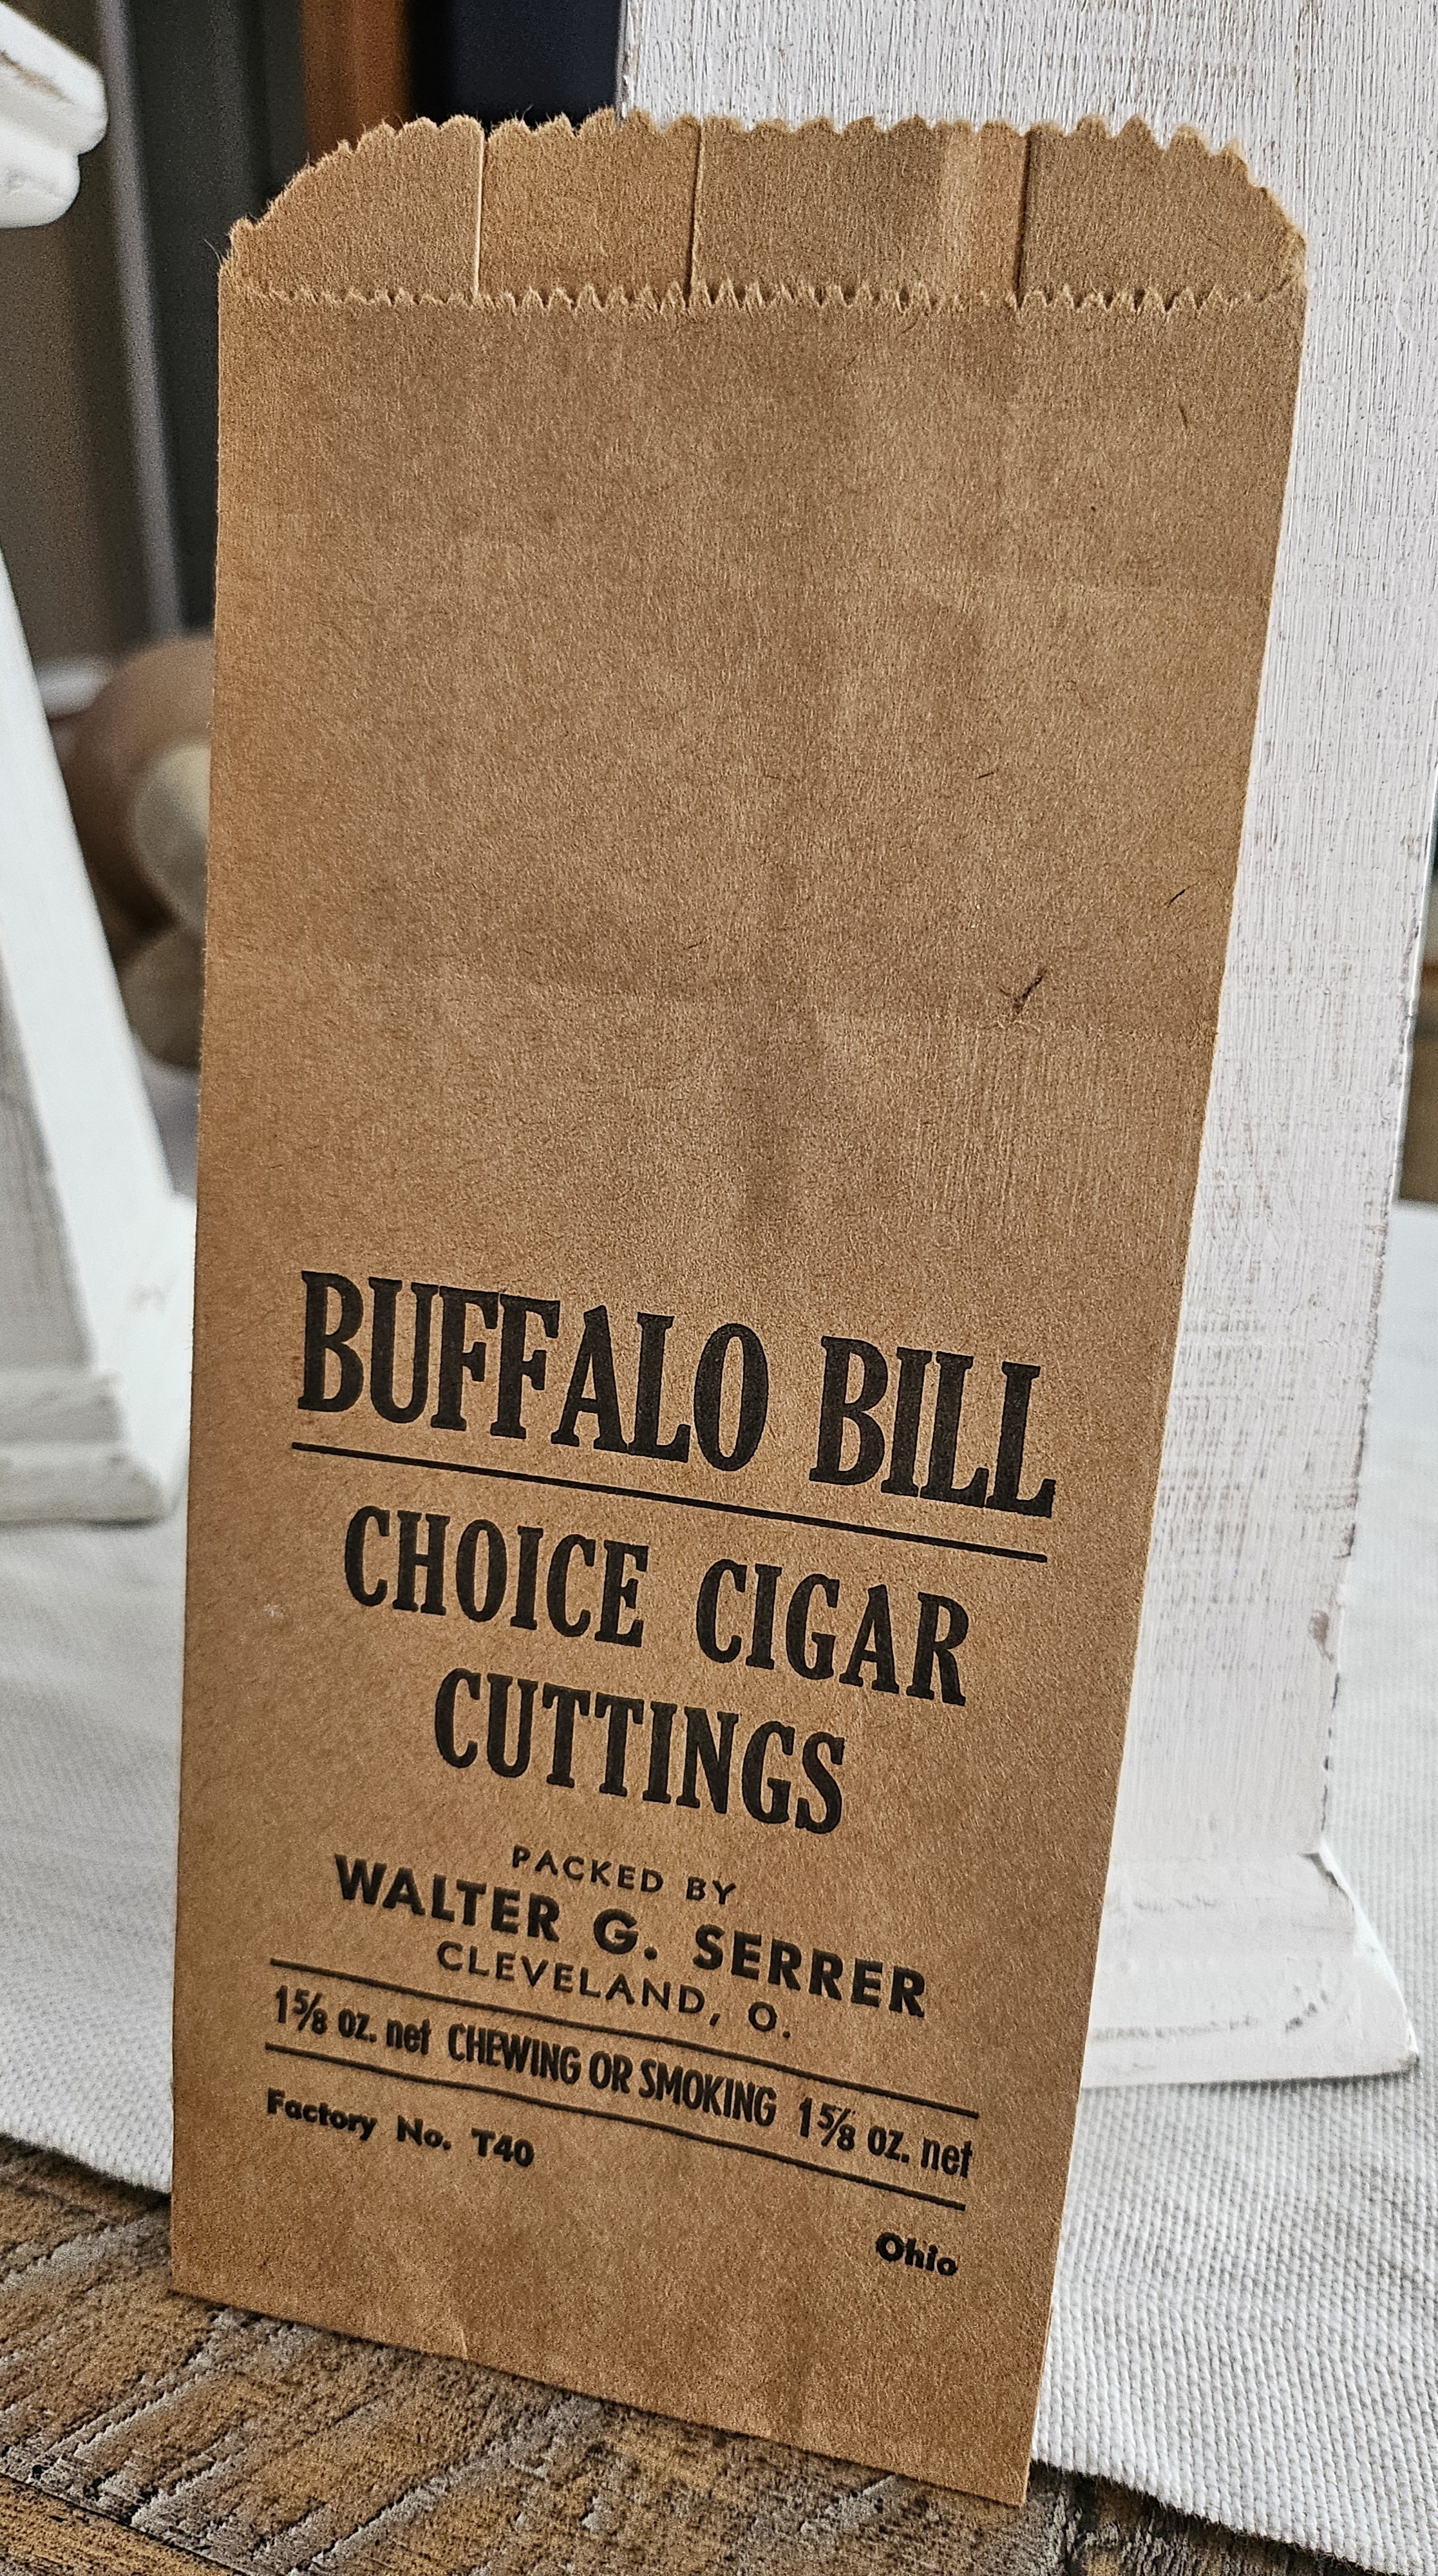 BUFFALO BILL
CHOICE CIGAR
CUTTINGS
PACKED BY
WALTER G. SERRER
CLEVELAND, O.
1⅝ oz. net CHEWING OR SMOKING 1⅝ oz. net
Factory No. T40
Ohio